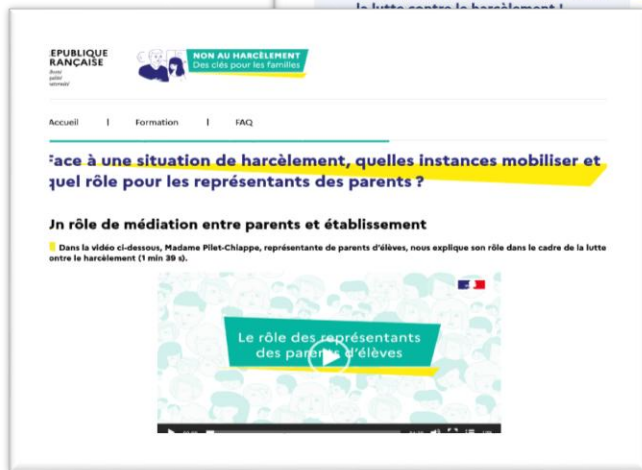 la lutte contre le harcèlement !
EPUBLIQUE
RANÇAISE
NON AU HARCÈLEMENT
Des clés pour les familles
Accueil | Formation | FAQ
Face à une situation de harcèlement, quelles instances mobiliser et
quel rôle pour les représentants des parents ?
Un rôle de médiation entre parents et établissement
Dans la vidéo ci-dessous, Madame Pilet-Chiappe, représentante de parents d'élèves, nous explique son rôle dans le cadre de la lutte
ontre le harcèlement (1 min 39 s).
Le rôle des représentants
des parents d'élèves